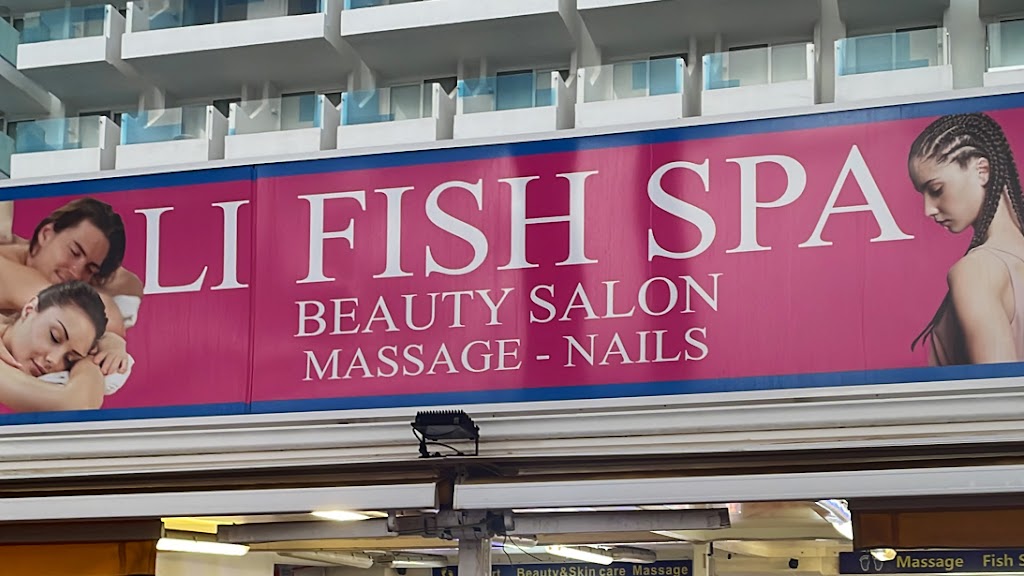 LI FISH SPA
BEAUTY SALON
MASSAGE - NAILS
Beauty&Skin care Massage
Massage Fish